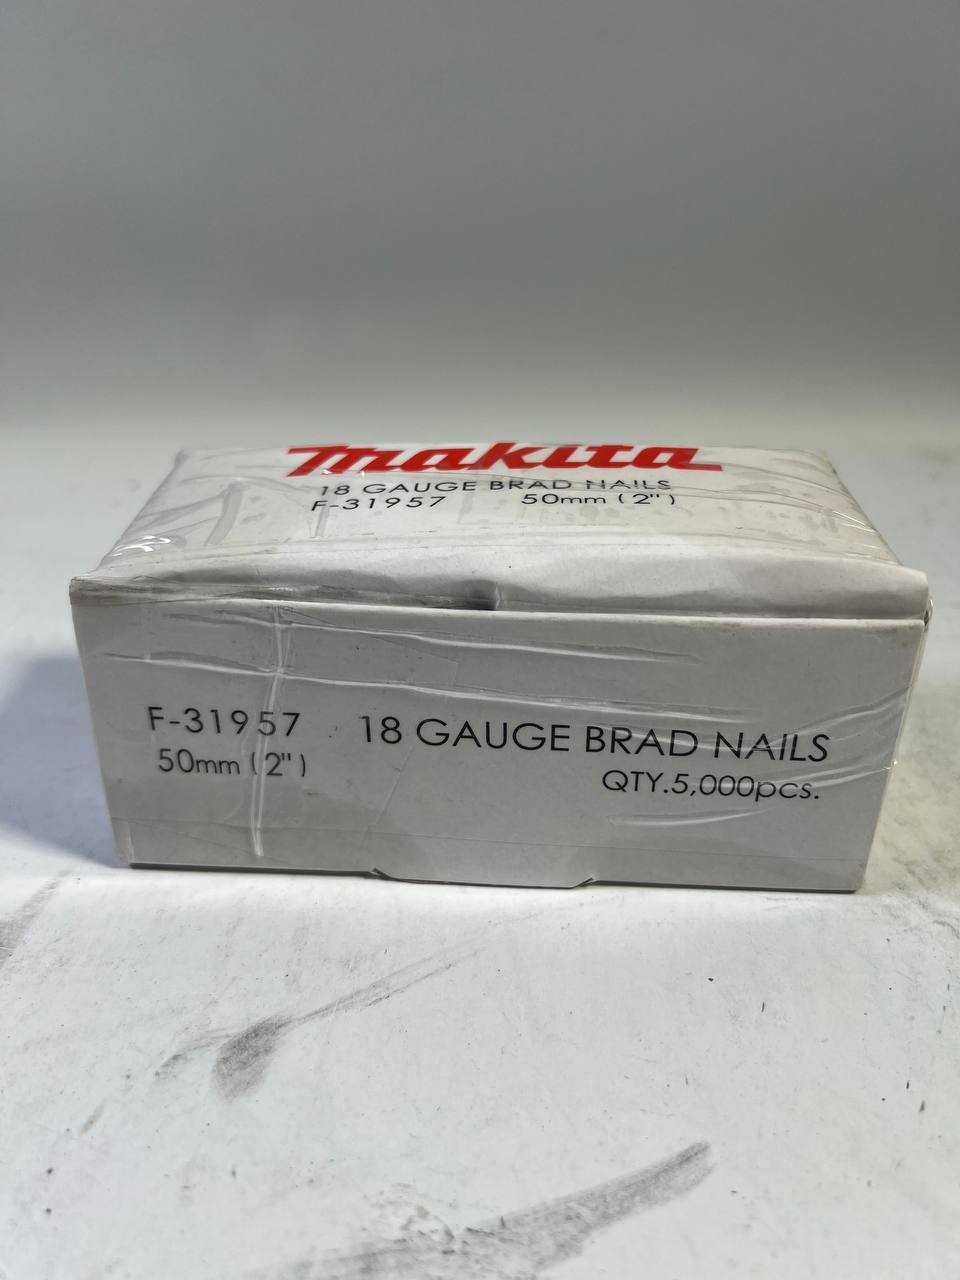 makita
18 GAUGE BRAD NAILS
F-31957 50mm (2")
F-31957 18 GAUGE BRAD NAILS
50mm (2") QTY.5,000pcs.